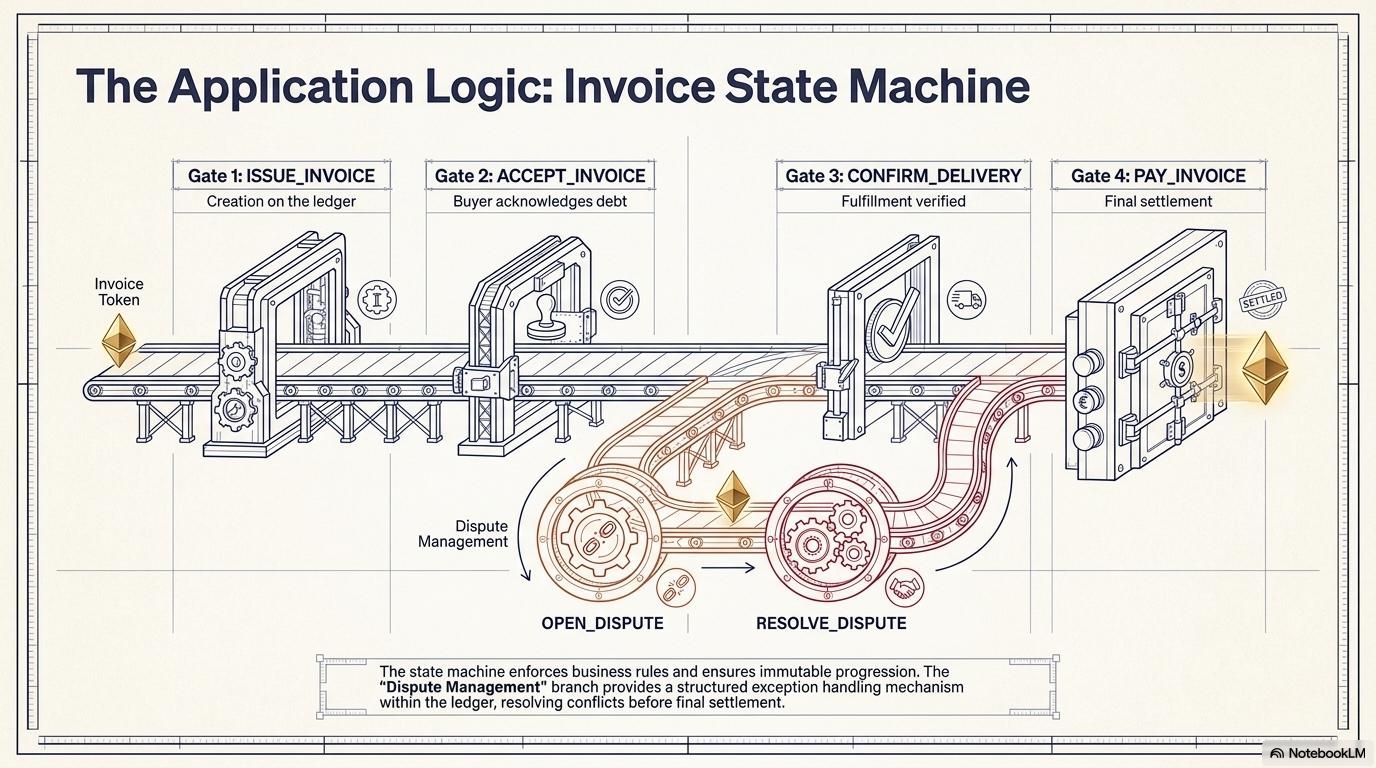 The Application Logic: Invoice State Machine
Gate 1: ISSUE_INVOICE
Creation on the ledger
Gate 2: ACCEPT_INVOICE
Buyer acknowledges debt
Gate 3: CONFIRM_DELIVERY
Fulfillment verified
Gate 4: PAY_INVOICE
Final settlement
Invoice
Token
SETTLED
$
€
Dispute
Management
OPEN_DISPUTE
RESOLVE_DISPUTE
The state machine enforces business rules and ensures immutable progression. The
“Dispute Management” branch provides a structured exception handling mechanism
within the ledger, resolving conflicts before final settlement.
NotebookLM